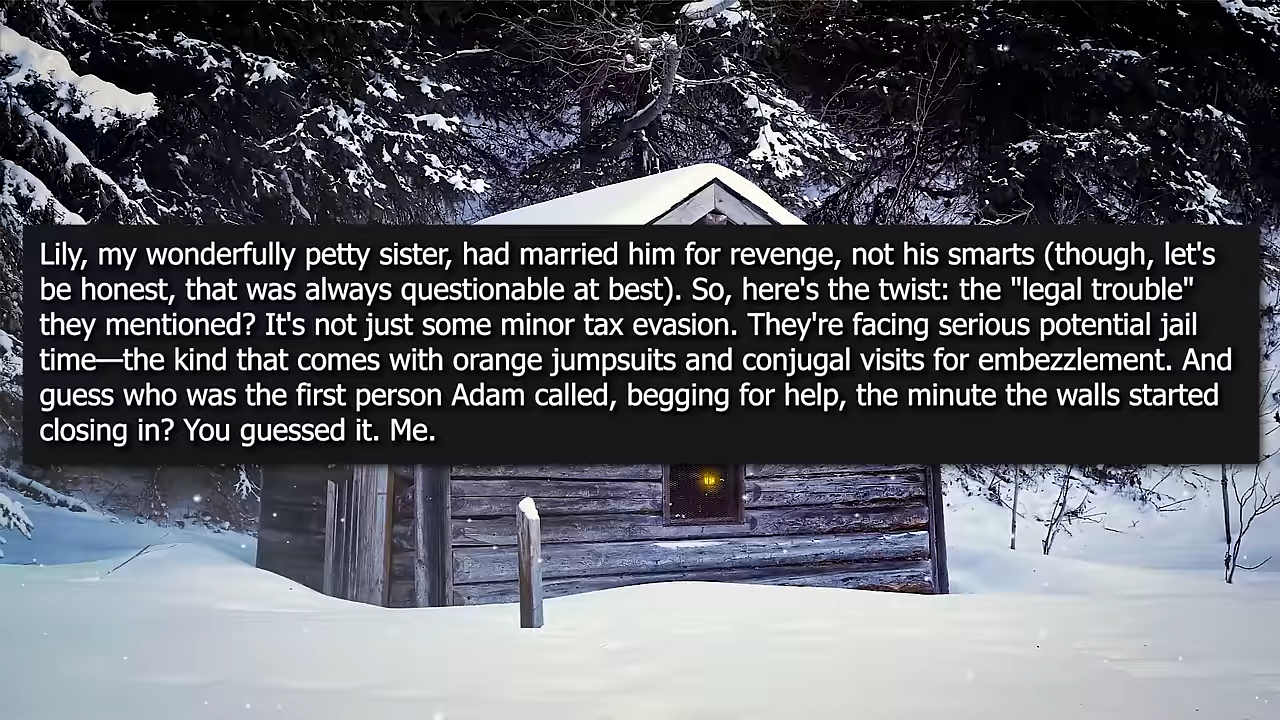 Lily, my wonderfully petty sister, had married him for revenge, not his smarts (though, let's
be honest, that was always questionable at best). So, here's the twist: the "legal trouble"
they mentioned? It's not just some minor tax evasion. They're facing serious potential jail
time—the kind that comes with orange jumpsuits and conjugal visits for embezzlement. And
guess who was the first person Adam called, begging for help, the minute the walls started
closing in? You guessed it. Me.